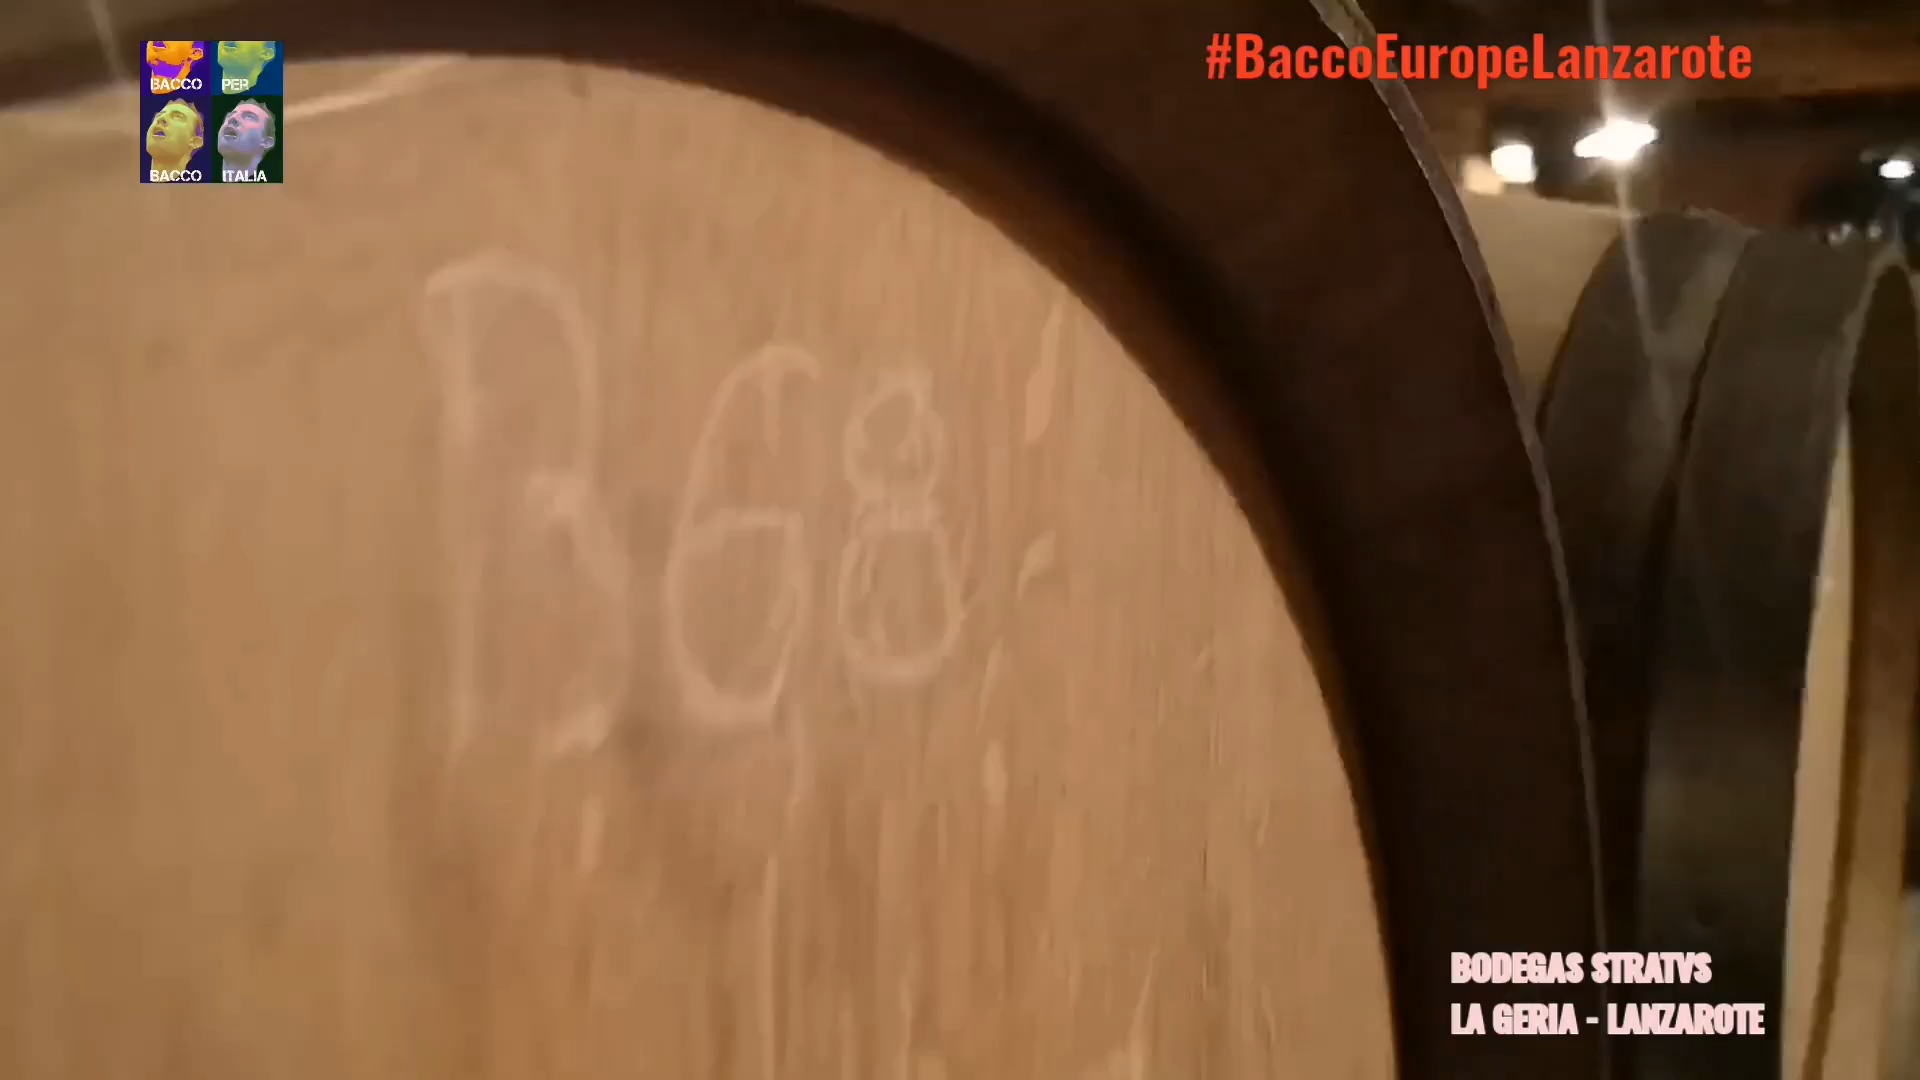 BACCO PER
BACCO ITALIA
#BaccoEuropeLanzarote
B68
BODEGAS STRATVS
LA GERIA - LANZAROTE